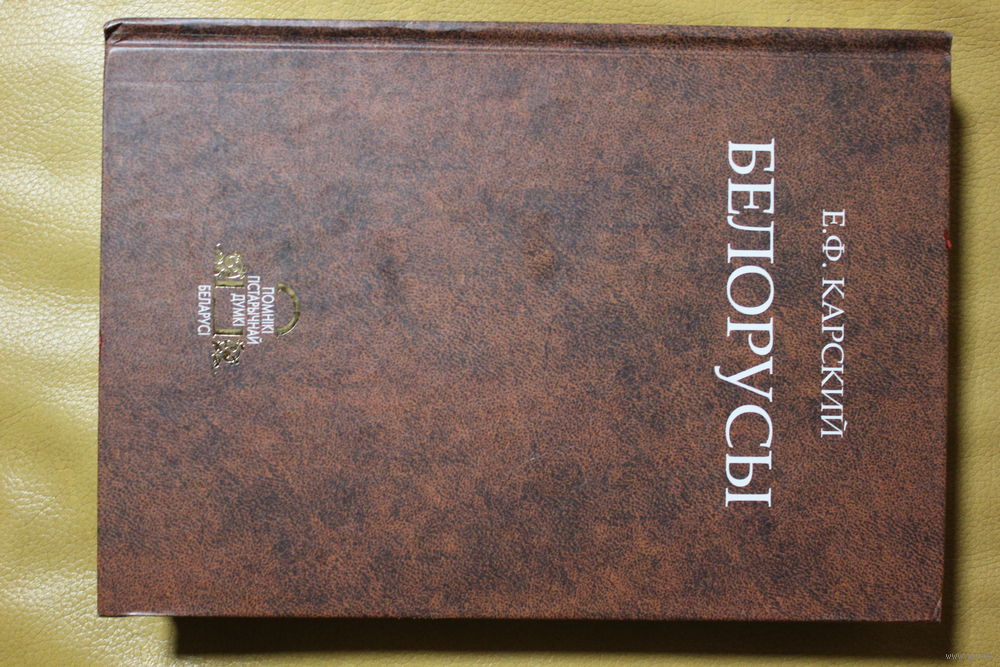 Е.Ф. КАРСКИЙ
БЕЛОРУСЫ
ПОМНІКІ
ГІСТАРЫЧНАЙ
ДУМКІ
БЕЛАРУСІ